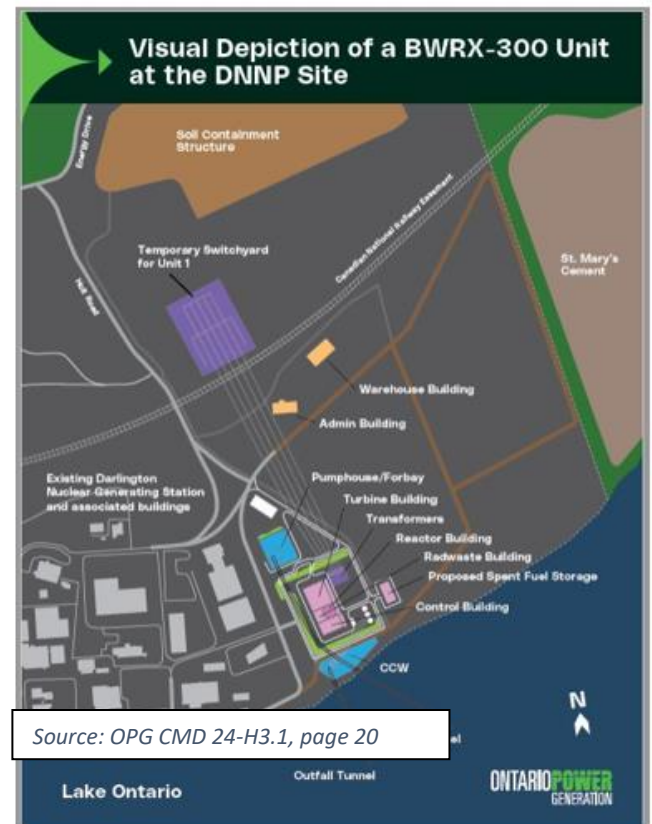 Visual Depiction of a BWRX-300 Unit
at the DNNP Site
Energy Drive
Soil Containment
Structure
Canadian National Railway Easement
Temporary Switchyard
for Unit 1
St. Mary's
Cement
Holt Road
Warehouse Building
Admin Building
Existing Darlington
Nuclear Generating Station
and associated buildings
Pumphouse/Forbay
Turbine Building
Transformers
Reactor Building
Radwaste Building
Proposed Spent Fuel Storage
Control Building
CCW
N
Source: OPG CMD 24-H3.1, page 20
el
Outfall Tunnel
Lake Ontario
ONTARIOPOWER
GENERATION